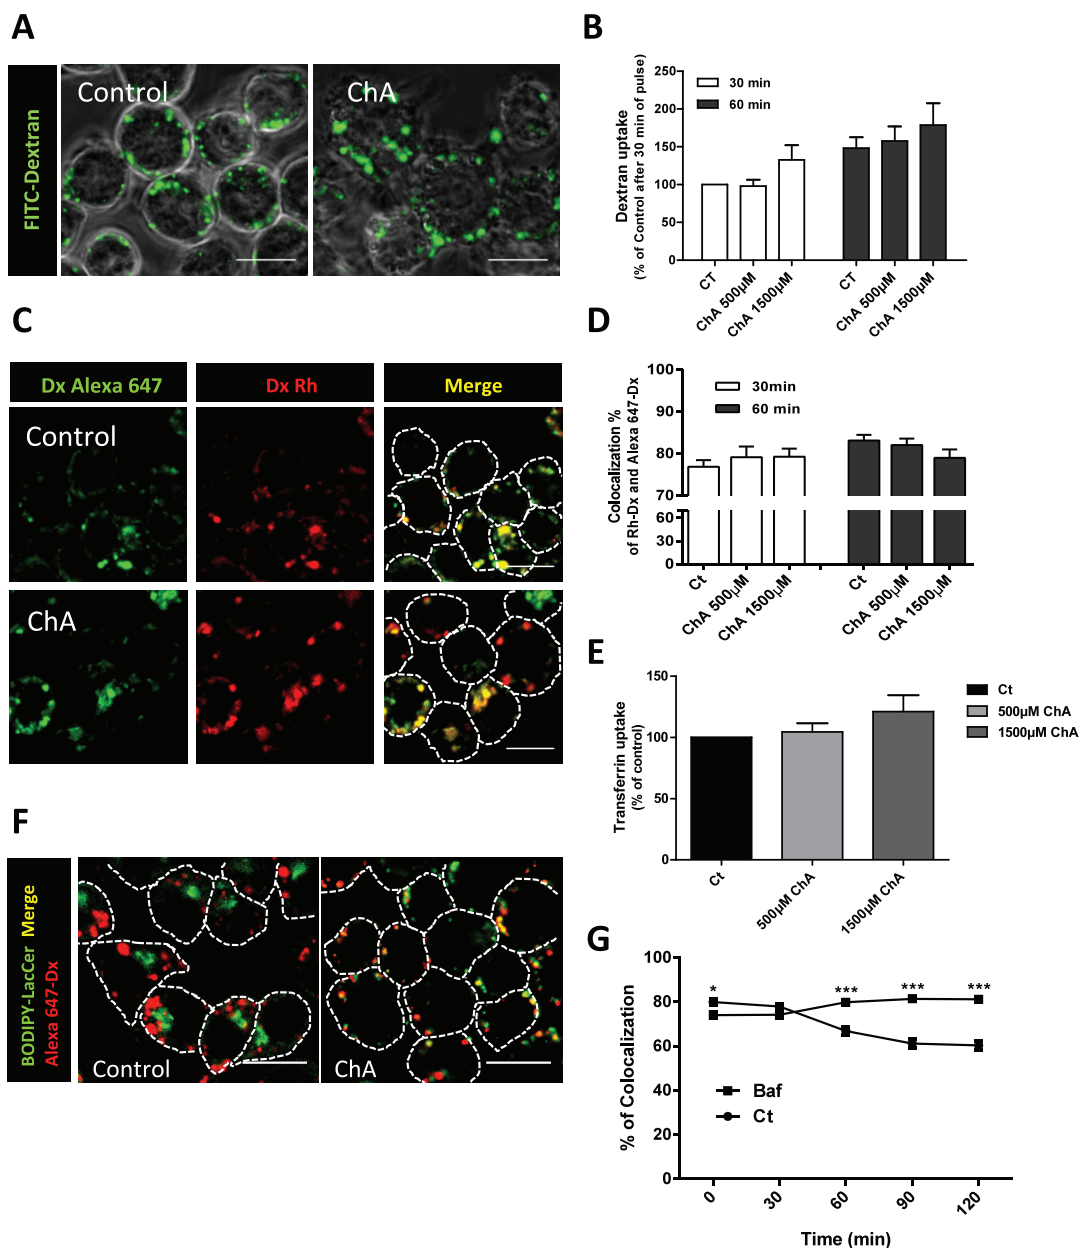 A
FITC-Dextran
Control
ChA
B
Dextran uptake
(% of Control after 30 min of pulse)
250
200
150
100
50
0
30 min
60 min
CT
ChA 500µM
ChA 1500µM
CT
ChA 500µM
ChA 1500µM
C
Dx Alexa 647
Dx Rh
Merge
Control
ChA
D
Colocalization %
of Rh-Dx and Alexa 647-Dx
100
90
80
70
60
30
0
30min
60 min
Ct
ChA 500µM
ChA 1500µM
Ct
ChA 500µM
ChA 1500µM
E
Transferrin uptake
(% of control)
150
100
50
0
Ct
500µM ChA
1500µM ChA
Ct
500µM ChA
1500µM ChA
F
BODIPY-LacCer Merge
Alexa 647-Dx
Control
ChA
G
% of Colocalization
100
80
60
40
20
0
*
***
***
***
Baf
Ct
0
30
60
90
120
Time (min)